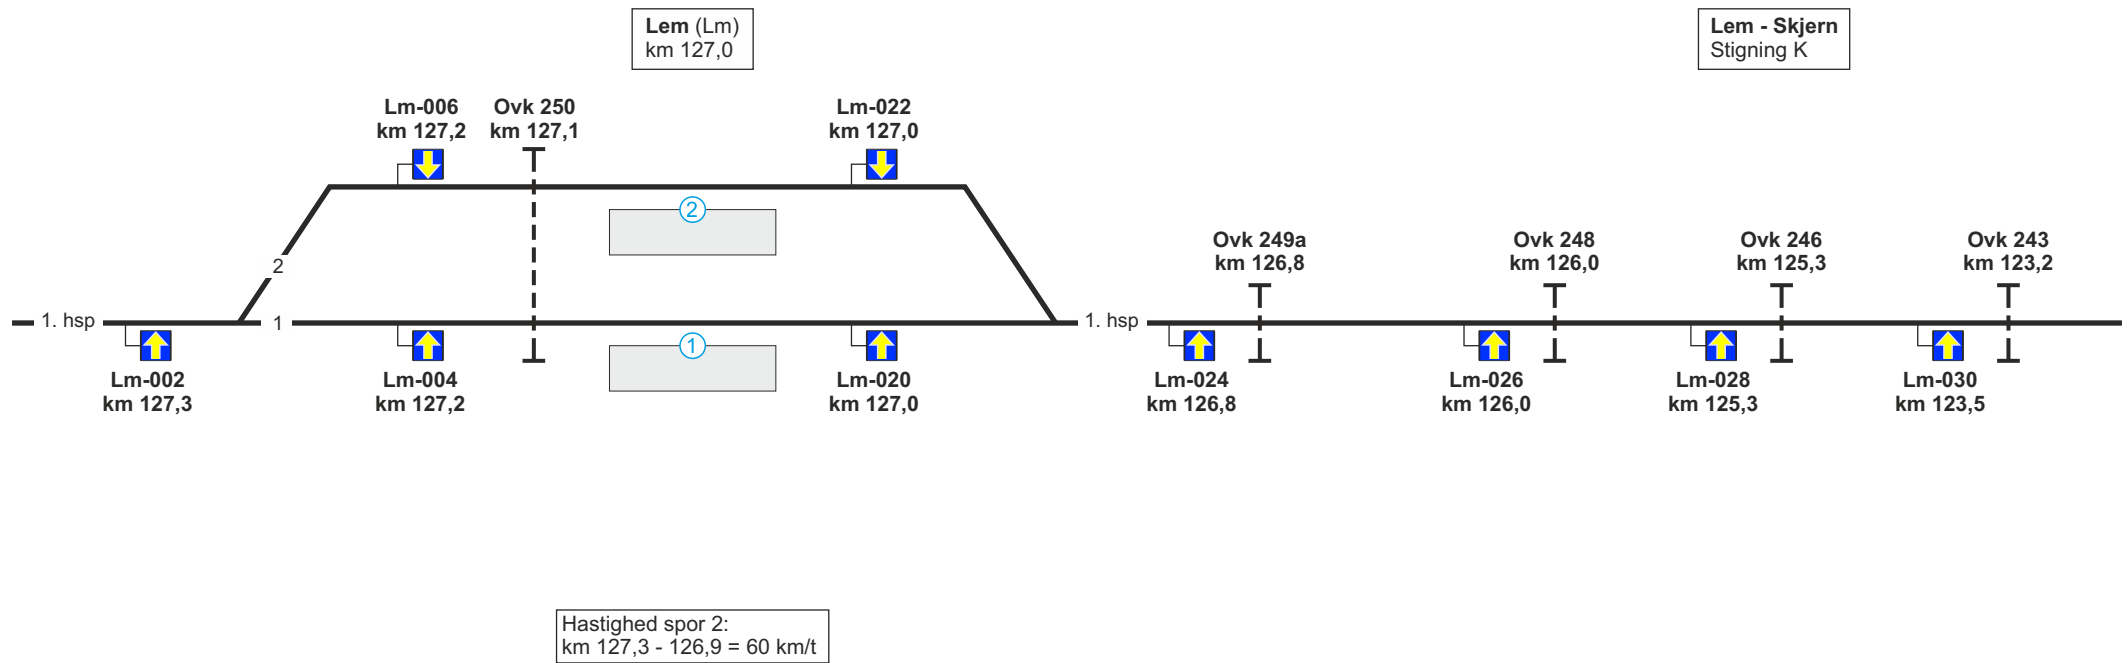 Lem (Lm)
km 127,0
Lem - Skjern
Stigning K
Lm-006
km 127,2
Ovk 250
km 127,1
Lm-022
km 127,0
2
Ovk 249a
km 126,8
Ovk 248
km 126,0
Ovk 246
km 125,3
Ovk 243
km 123,2
2
1. hsp
1
1. hsp
1
Lm-002
km 127,3
Lm-004
km 127,2
Lm-020
km 127,0
Lm-024
km 126,8
Lm-026
km 126,0
Lm-028
km 125,3
Lm-030
km 123,5
Hastighed spor 2:
km 127,3 - 126,9 = 60 km/t